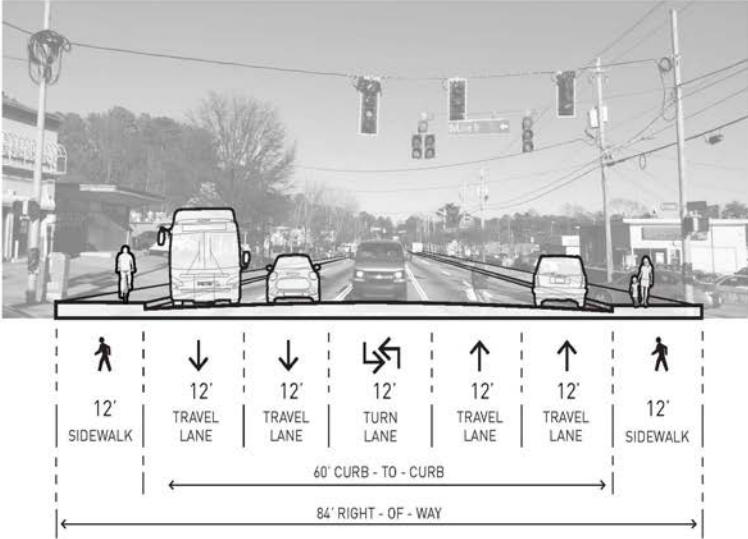 12'
SIDEWALK
12'
TRAVEL
LANE
12'
TRAVEL
LANE
12'
TURN
LANE
12'
TRAVEL
LANE
12'
TRAVEL
LANE
12'
SIDEWALK
60' CURB - TO - CURB
84' RIGHT - OF - WAY